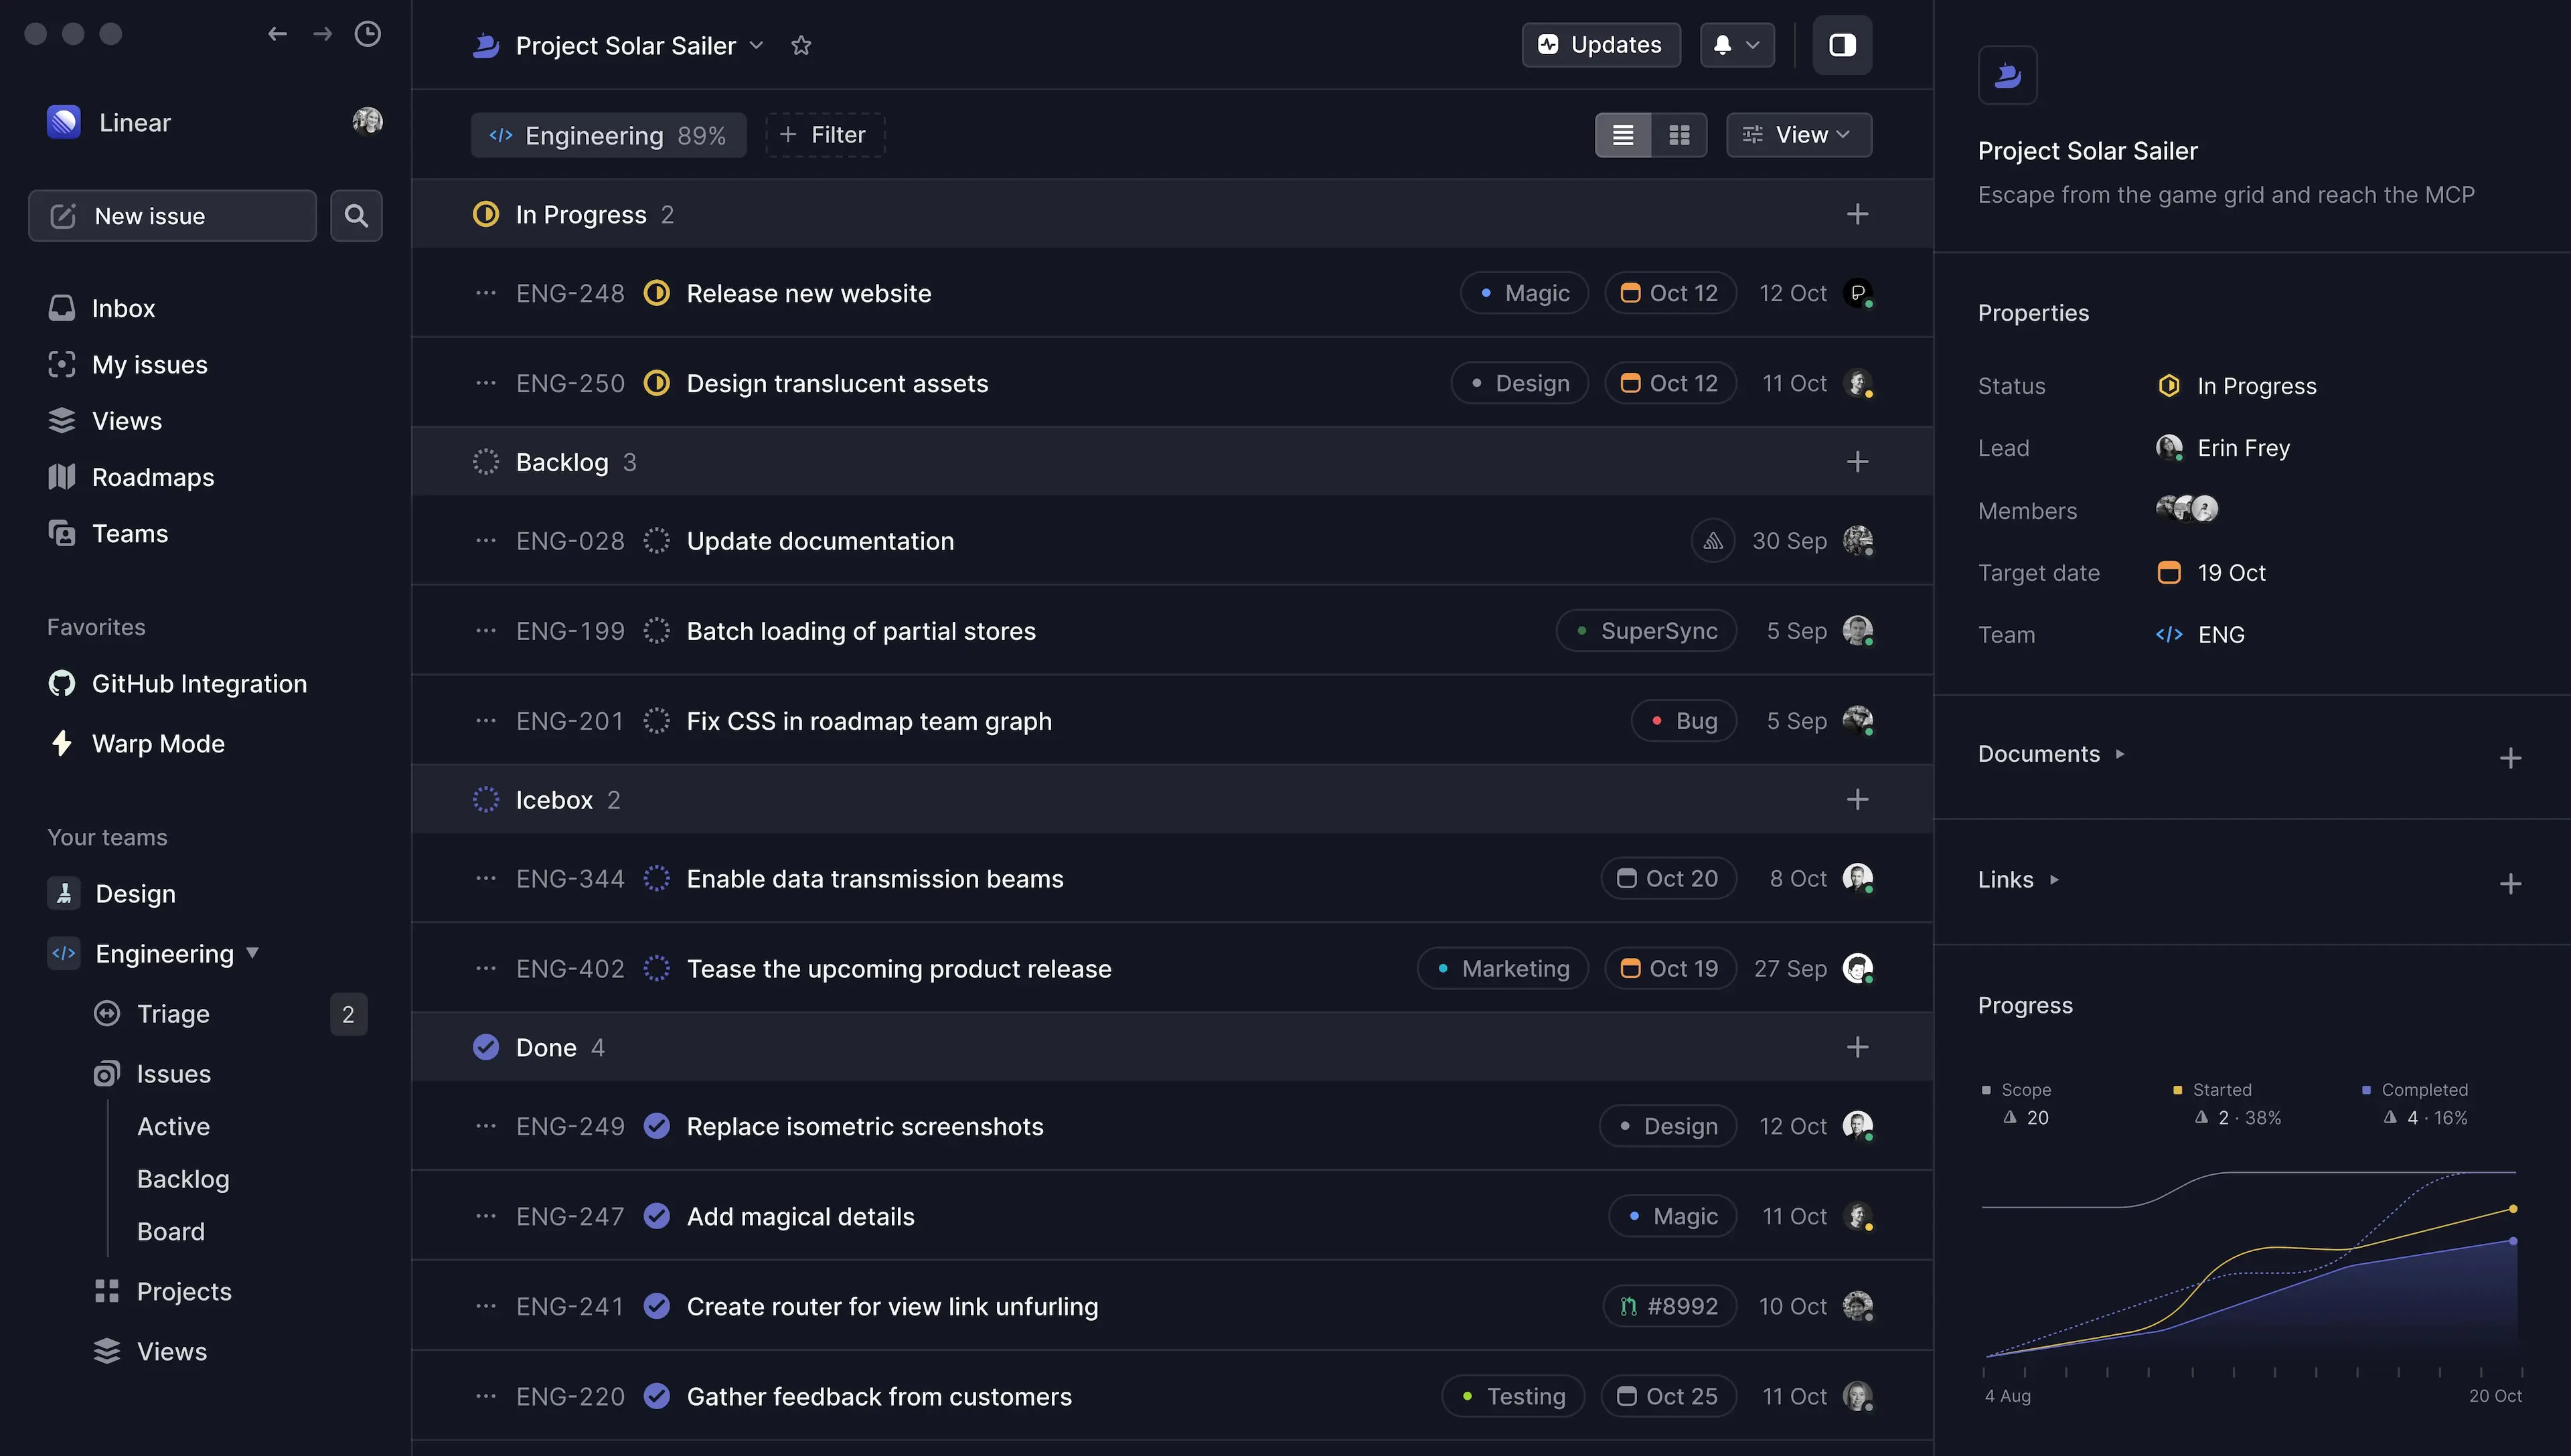 Linear
New issue
Inbox
My issues
Views
Roadmaps
Teams
Favorites
GitHub Integration
Warp Mode
Your teams
Design
Engineering
Triage 2
Issues
Active
Backlog
Board
Projects
Views
Project Solar Sailer
Updates
Engineering 89%
Filter
View
In Progress 2
ENG-248 Release new website Magic Oct 12 12 Oct
ENG-250 Design translucent assets Design Oct 12 11 Oct
Backlog 3
ENG-028 Update documentation 30 Sep
ENG-199 Batch loading of partial stores SuperSync 5 Sep
ENG-201 Fix CSS in roadmap team graph Bug 5 Sep
Icebox 2
ENG-344 Enable data transmission beams Oct 20 8 Oct
ENG-402 Tease the upcoming product release Marketing Oct 19 27 Sep
Done 4
ENG-249 Replace isometric screenshots Design 12 Oct
ENG-247 Add magical details Magic 11 Oct
ENG-241 Create router for view link unfurling #8992 10 Oct
ENG-220 Gather feedback from customers Testing Oct 25 11 Oct
Project Solar Sailer
Escape from the game grid and reach the MCP
Properties
Status In Progress
Lead Erin Frey
Members
Target date 19 Oct
Team ENG
Documents
Links
Progress
Scope Started Completed
20 2 · 38% 4 · 16%
4 Aug 20 Oct